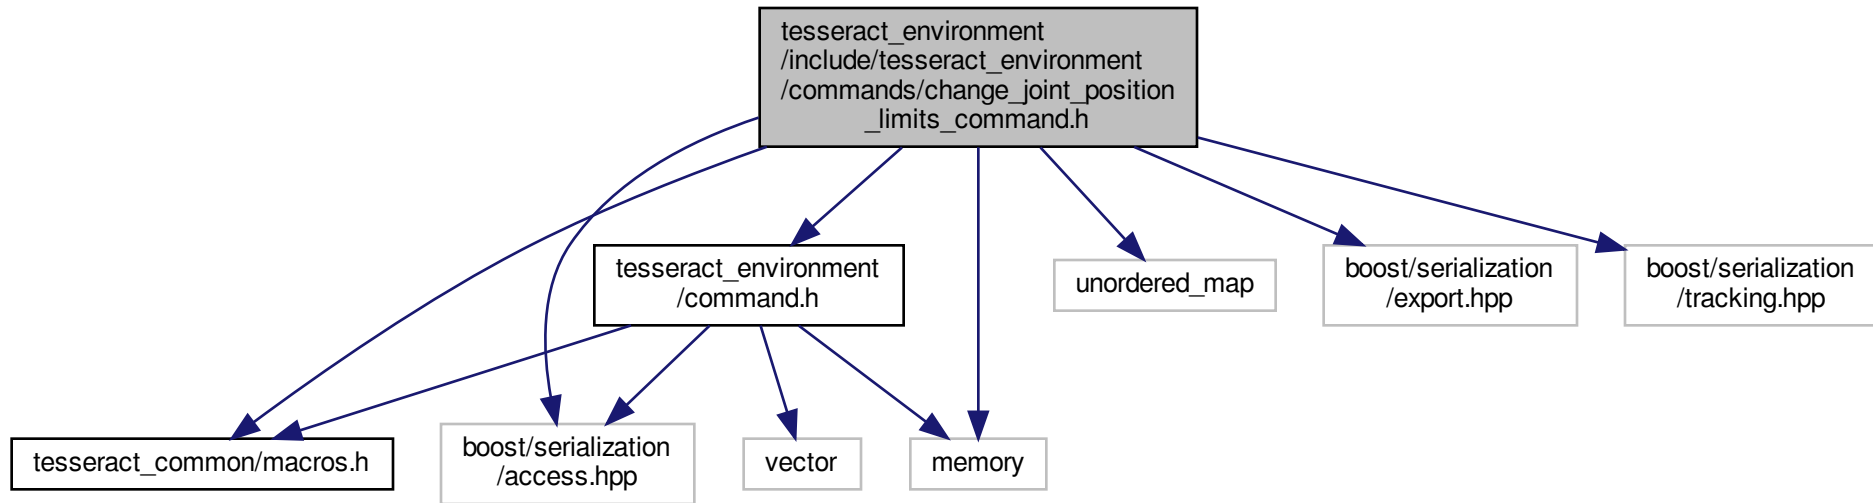 tesseract_environment
/include/tesseract_environment
/commands/change_joint_position
_limits_command.h
tesseract_environment
/command.h
unordered_map
boost/serialization
/export.hpp
boost/serialization
/tracking.hpp
tesseract_common/macros.h
boost/serialization
/access.hpp
vector
memory